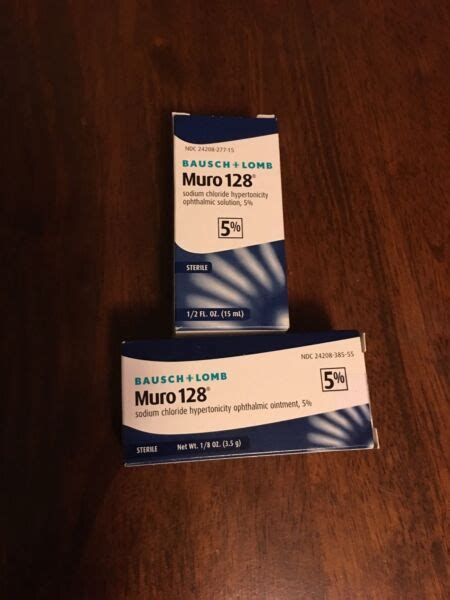 NDC 24208-277-15
BAUSCH + LOMB
Muro 128®
sodium chloride hypertonicity
ophthalmic solution, 5%
5%
STERILE
1/2 FL. OZ. (15 mL)
NDC 24208-385-55
BAUSCH + LOMB
5%
Muro 128®
sodium chloride hypertonicity ophthalmic ointment, 5%
STERILE
Net Wt. 1/8 OZ. (3.5 g)